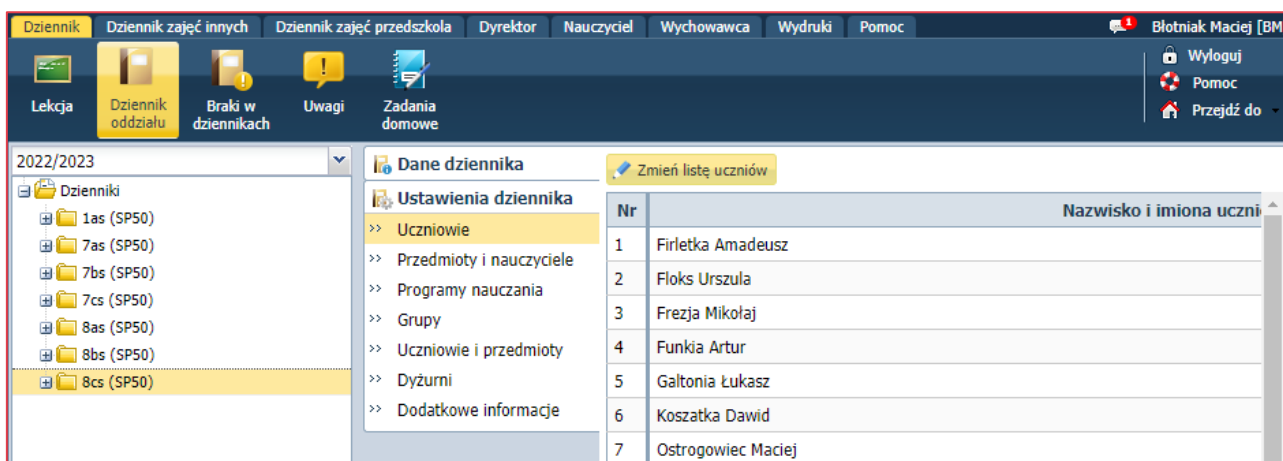 Dziennik Dziennik zajęć innych Dziennik zajęć przedszkola Dyrektor Nauczyciel Wychowawca Wydruki Pomoc 1 Błotniak Maciej [BM
Lekcja
Dziennik
oddziału
Braki w
dziennikach
Uwagi
Zadania
domowe
Wyloguj
Pomoc
Przejdź do
2022/2023
Dzienniki
1as (SP50)
7as (SP50)
7bs (SP50)
7cs (SP50)
8as (SP50)
8bs (SP50)
8cs (SP50)
Dane dziennika
Ustawienia dziennika
>> Uczniowie
>> Przedmioty i nauczyciele
>> Programy nauczania
>> Grupy
>> Uczniowie i przedmioty
>> Dyżurni
>> Dodatkowe informacje
Zmień listę uczniów
Nr Nazwisko i imiona uczni
1 Firletka Amadeusz
2 Floks Urszula
3 Frezja Mikołaj
4 Funkia Artur
5 Galtonia Łukasz
6 Koszatka Dawid
7 Ostrogowiec Maciej